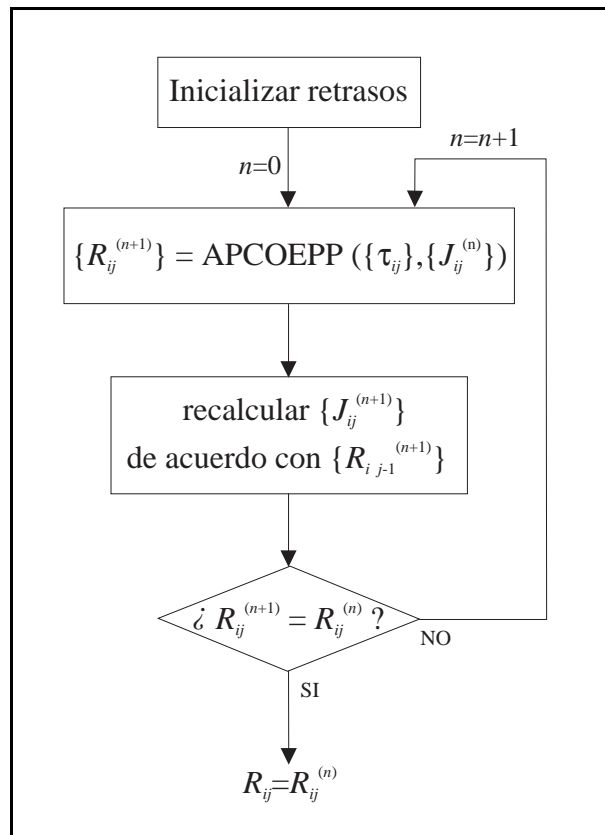 Inicializar retrasos
n=0
n=n+1
{R_ij^(n+1)} = APCOEPP ({τ_ij},{J_ij^(n)})
recalcular {J_ij^(n+1)}
de acuerdo con {R_i j-1^(n+1)}
¿ R_ij^(n+1) = R_ij^(n) ?
NO
SI
R_ij=R_ij^(n)